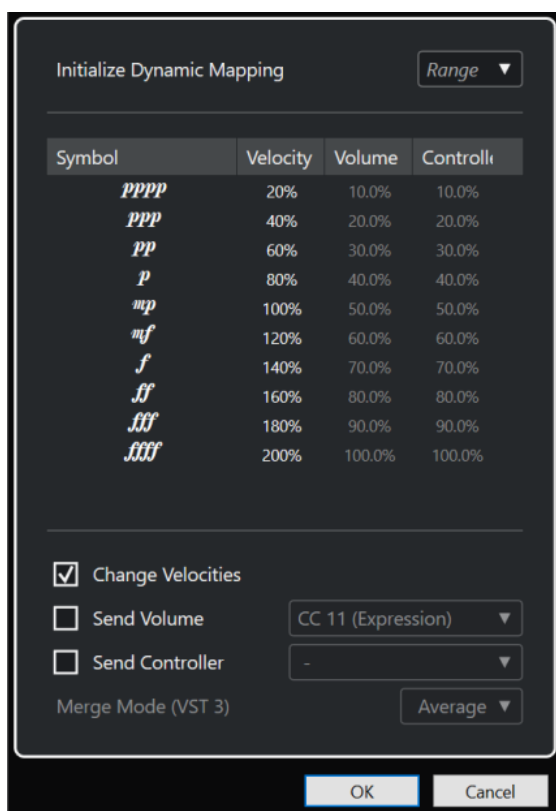 Initialize Dynamic Mapping Range
Symbol Velocity Volume Controlle
pppp 20% 10.0% 10.0%
ppp 40% 20.0% 20.0%
pp 60% 30.0% 30.0%
p 80% 40.0% 40.0%
mp 100% 50.0% 50.0%
mf 120% 60.0% 60.0%
f 140% 70.0% 70.0%
ff 160% 80.0% 80.0%
fff 180% 90.0% 90.0%
ffff 200% 100.0% 100.0%
Change Velocities
Send Volume CC 11 (Expression)
Send Controller -
Merge Mode (VST 3) Average
OK Cancel